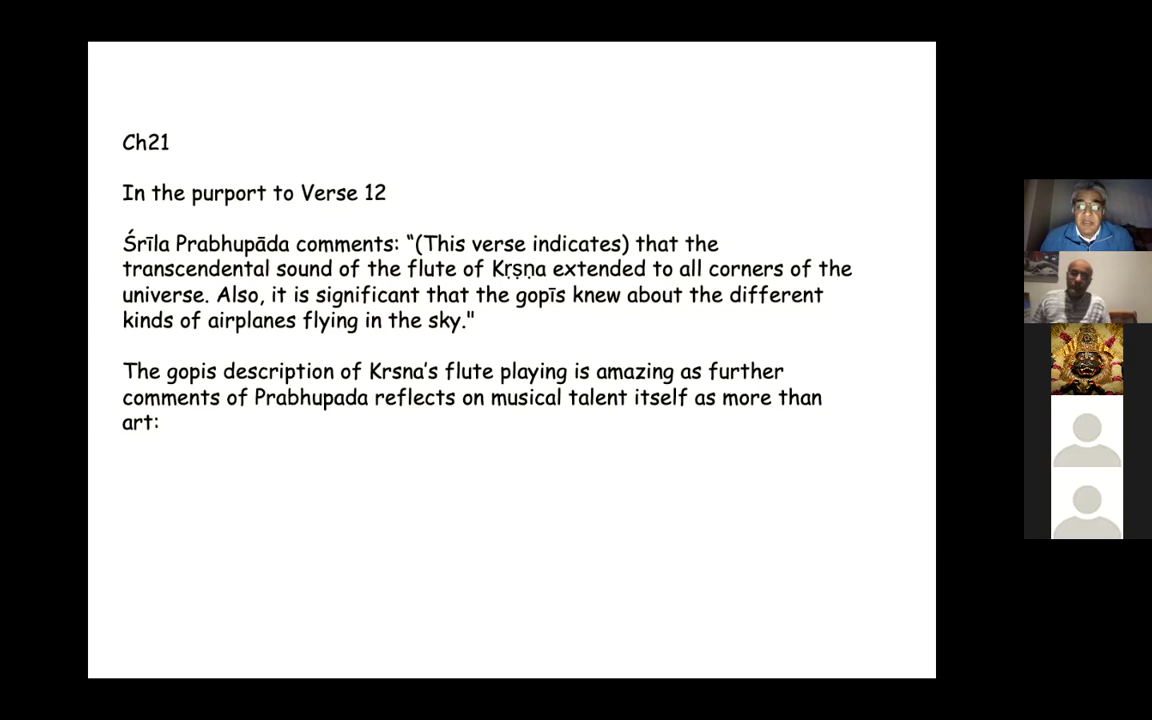 Ch21
In the purport to Verse 12
Śrīla Prabhupāda comments: “(This verse indicates) that the
transcendental sound of the flute of Kṛṣṇa extended to all corners of the
universe. Also, it is significant that the gopīs knew about the different
kinds of airplanes flying in the sky."
The gopis description of Krsna’s flute playing is amazing as further
comments of Prabhupada reflects on musical talent itself as more than
art: